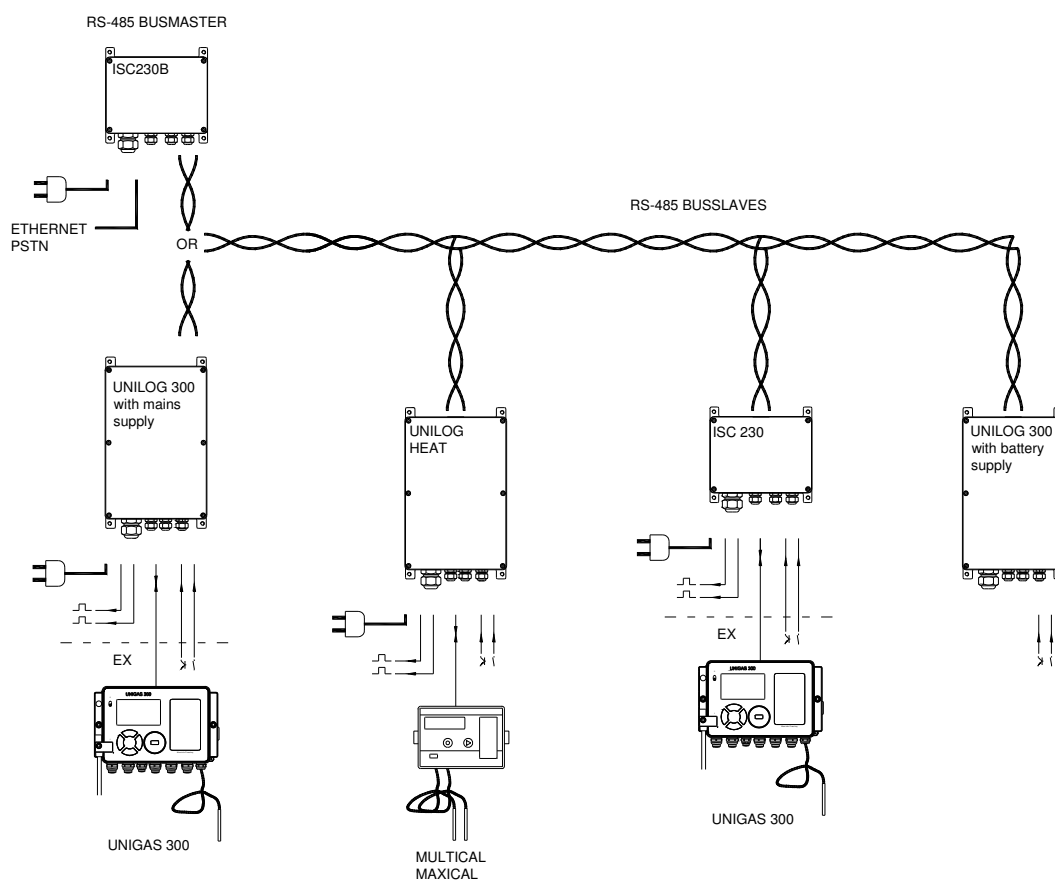 RS-485 BUSMASTER
ISC230B
ETHERNET
PSTN
OR
RS-485 BUSSLAVES
UNILOG 300
with mains
supply
UNILOG
HEAT
ISC 230
UNILOG 300
with battery
supply
EX
EX
UNIGAS 300
UNIGAS 300
UNIGAS 300
MULTICAL
MAXICAL
UNIGAS 300